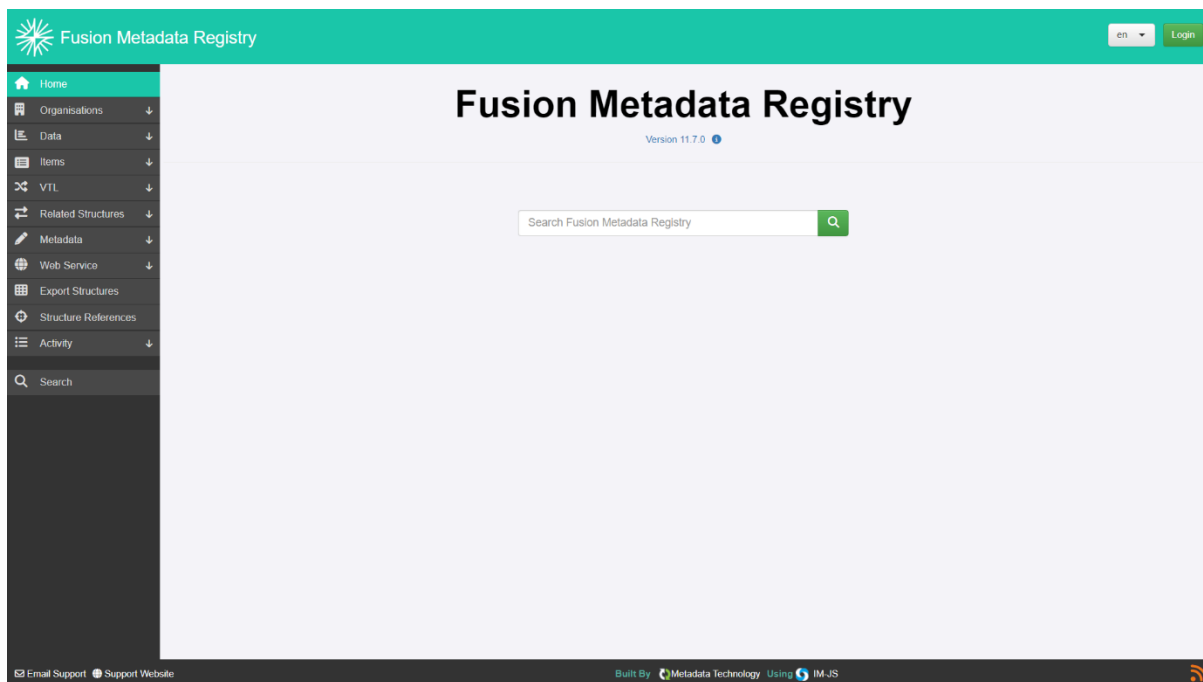 Fusion Metadata Registry
en
Login
Home
Organisations
Data
Items
VTL
Related Structures
Metadata
Web Service
Export Structures
Structure References
Activity
Search
Fusion Metadata Registry
Version 11.7.0
Search Fusion Metadata Registry
Email Support Support Website
Built By Metadata Technology Using IM-JS